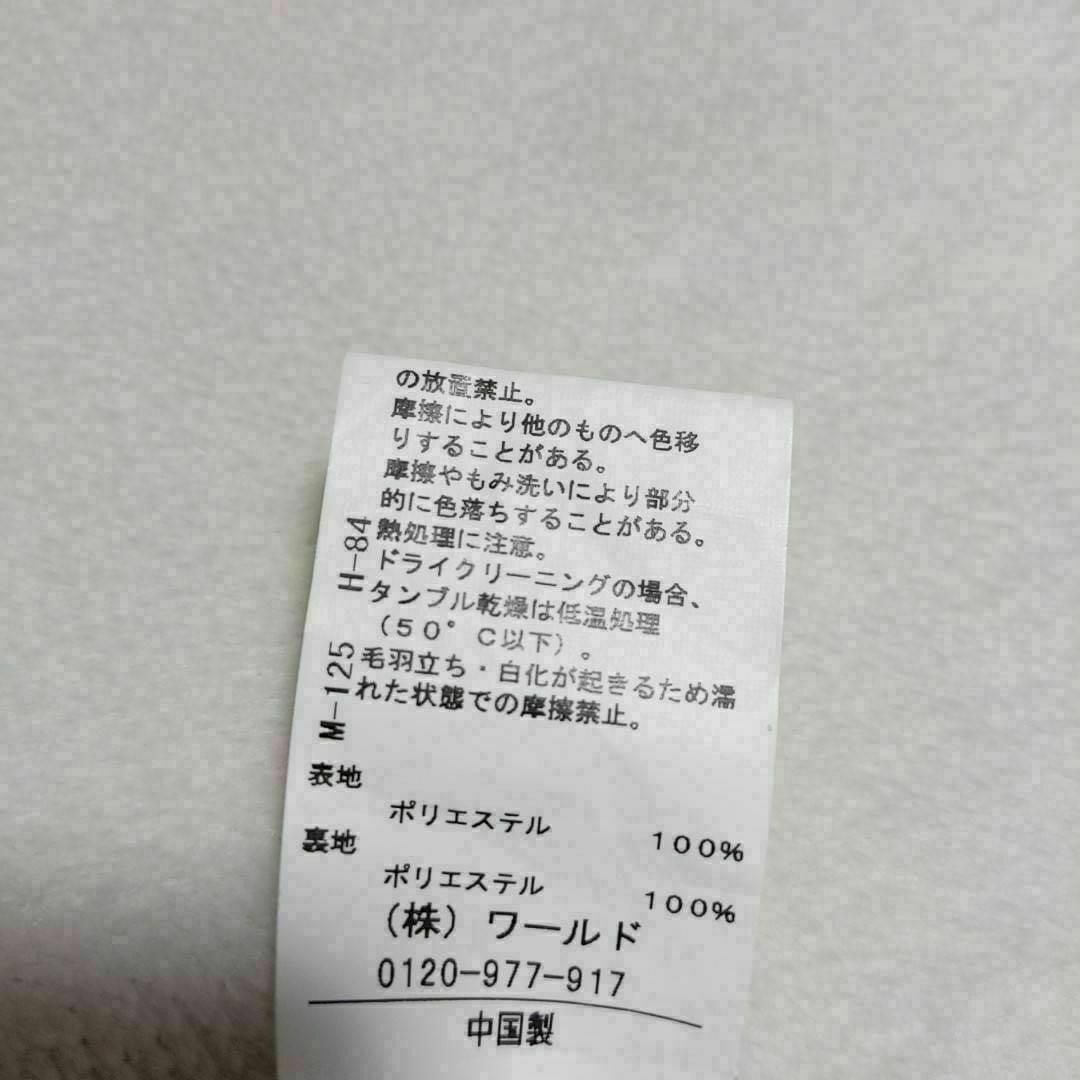 の放置禁止。
摩擦により他のものへ色移
りすることがある。
摩擦やもみ洗いにより部分
的に色落ちすることがある。
熱処理に注意。
ドライクリーニングの場合、
タンブル乾燥は低温処理
（50°C以下）。
毛羽立ち・白化が起きるため濡
れた状態での摩擦禁止。
M-125 H-84
表地
ポリエステル 100%
裏地
ポリエステル 100%
（株）ワールド
0120-977-917
中国製